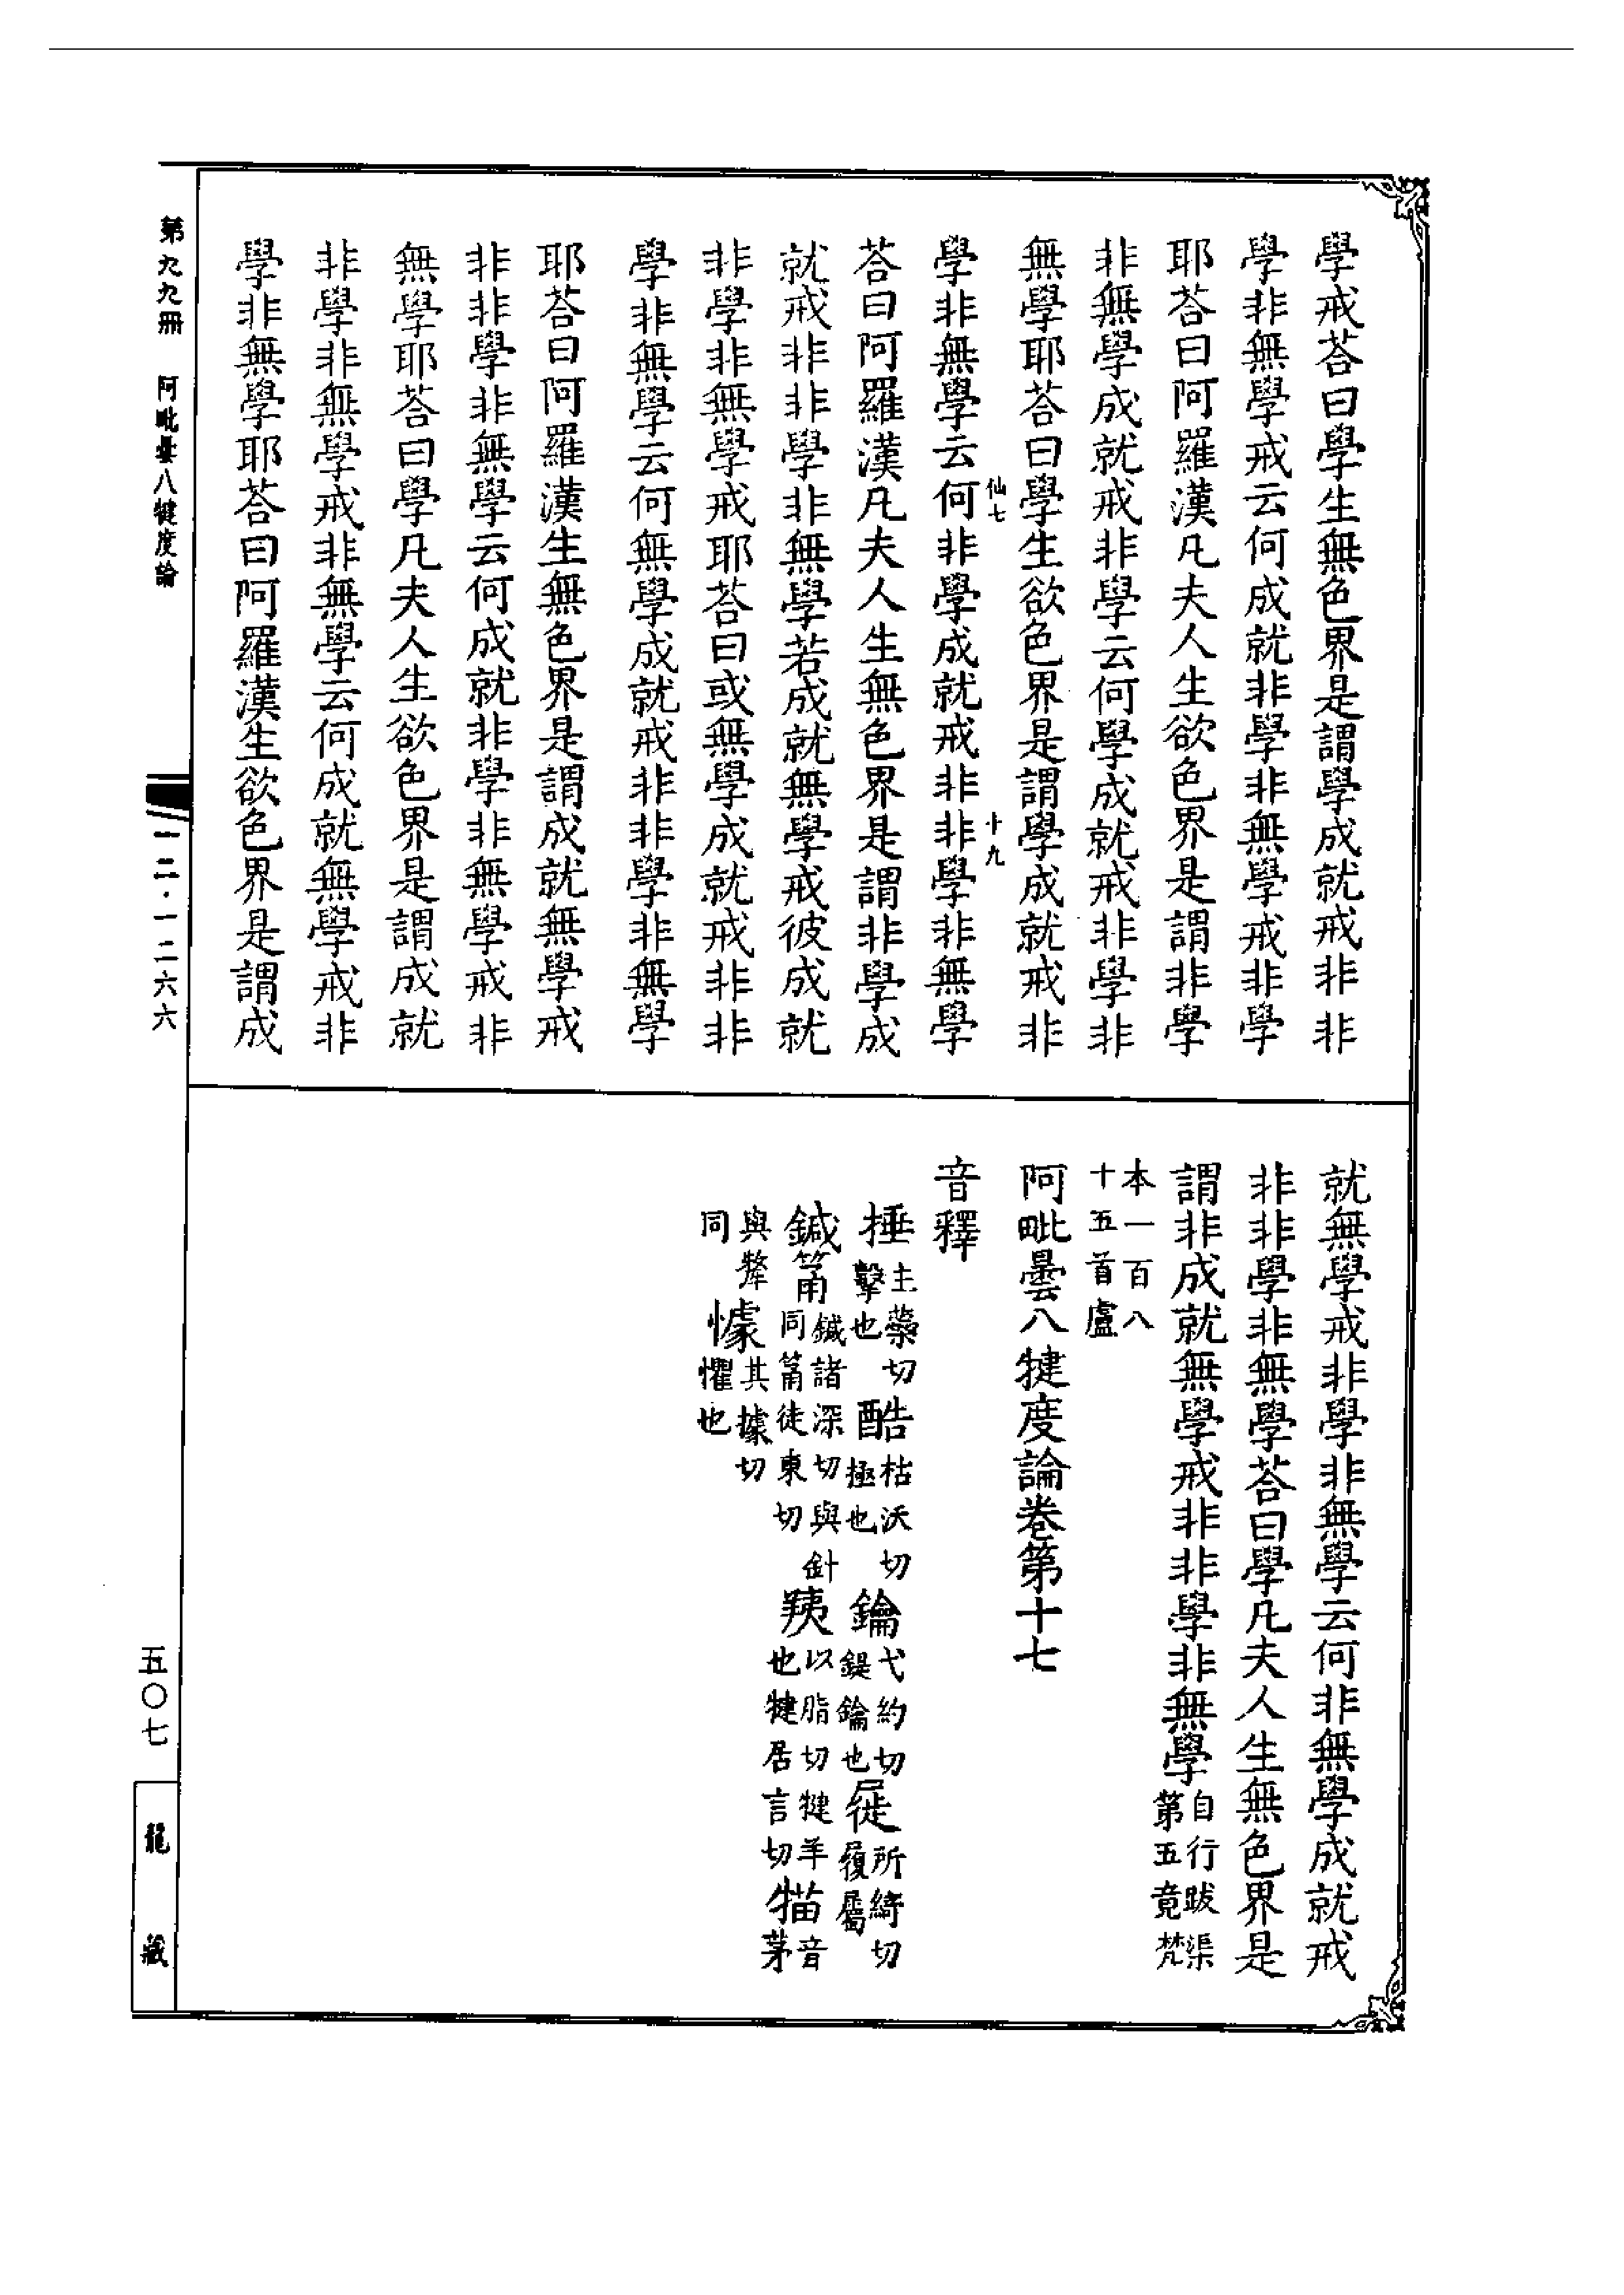 學戒荅曰學生無色界是謂學成就戒非非
學非無學戒云何成就非學非無學戒非學
耶荅曰阿羅漢凡夫人生欲色界是謂非學
非無學成就戒非學云何學成就戒非學非
無學耶荅曰學生欲色界是謂學成就戒非
仙七
十九
學非無學云何非學成就戒非非學非無學
荅曰阿羅漢凡夫人生無色界是謂非學成
就戒非非學非無學若成就無學戒彼成就
非學非無學戒耶荅曰或無學成就戒非非
學非無學云何無學成就戒非非學非無學
耶荅曰阿羅漢生無色界是謂成就無學戒
非非學非無學云何成就非學非無學戒非
無學耶荅曰學凡夫人生欲色界是謂成就
非學非無學戒非無學云何成就無學戒非
學非無學耶荅曰阿羅漢生欲色界是謂成
就無學戒非學非無學云何非無學成就戒
非非學非無學荅曰學凡夫人生無色界是
謂非成就無學戒非非學非無學
自行跋渠
第五竟梵
本一百八
十五首盧
阿毗曇八犍度論卷第十七
音釋
捶主蘂切擊也 酷枯沃切極也 鑰弋約切鍉鑰也 屣所綺切履屬
鍼筩鍼諸深切與針同筩徒東切 羠以脂切犍羊也犍居言切 猫音茅
與犛同 懅其據切懼也
第九九冊 阿毗曇八犍度論
一二·一二六六
五〇七
龍藏